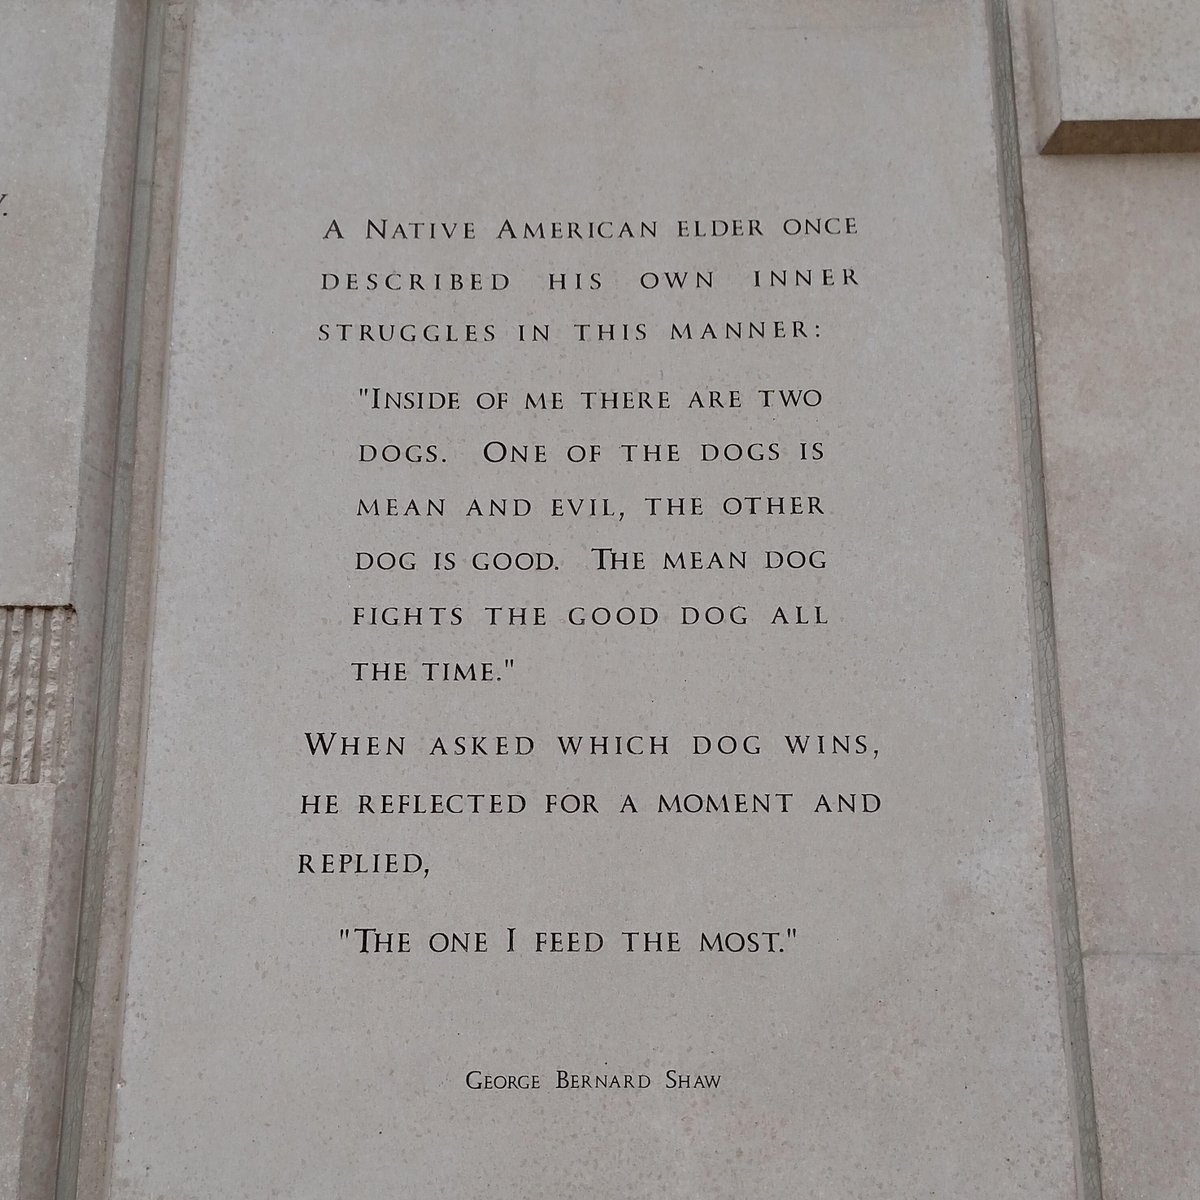 A Native American elder once
described his own inner
struggles in this manner:
"Inside of me there are two
dogs. One of the dogs is
mean and evil, the other
dog is good. The mean dog
fights the good dog all
the time."
When asked which dog wins,
he reflected for a moment and
replied,
"The one I feed the most."
George Bernard Shaw